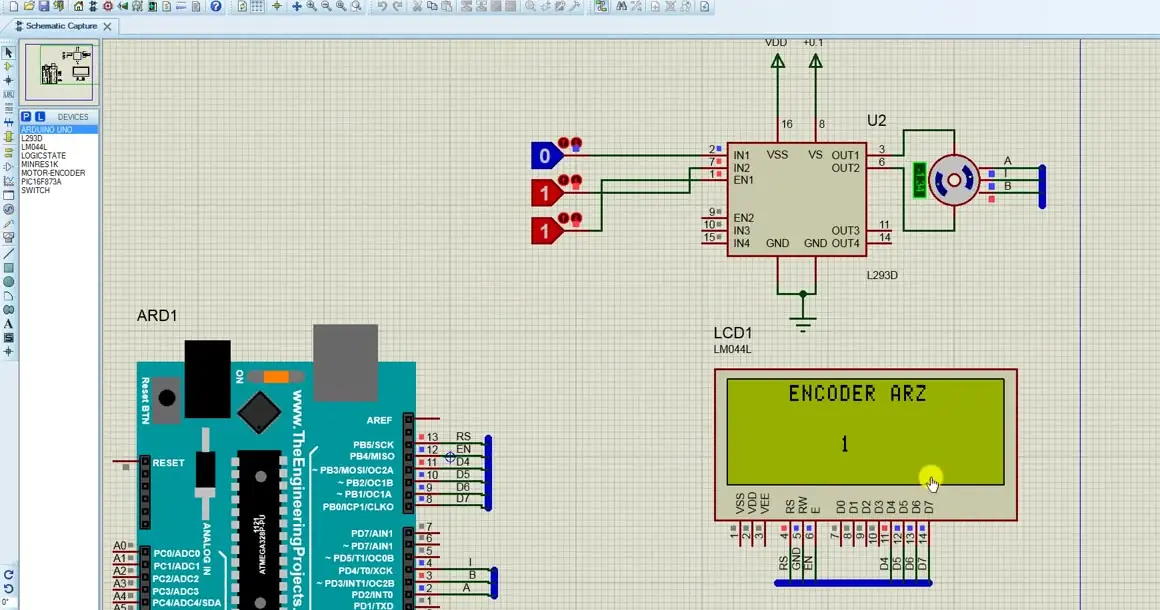 Schematic Capture
P L DEVICES
ARDUINO UNO
L293D
LM044L
LOGICSTATE
MINRES1K
MOTOR-ENCODER
PIC16F873A
SWITCH
VDD +0.1
16 8
U2
0
1
1
2 IN1 VSS VS OUT1 3
7 IN2 OUT2 6
1 EN1
9 EN2
10 IN3 OUT3 11
15 IN4 GND GND OUT4 14
A
I
B
L293D
ARD1
LCD1
LM044L
ENCODER ARZ
1
VSS VDD VEE RS RW E D0 D1 D2 D3 D4 D5 D6 D7
1 2 3 4 5 6 7 8 9 10 11 12 13 14
RS GND EN D4 D5 D6 D7
Reset BTN
ON
www.TheEngineeringProjects.
AREF
PB5/SCK 13 RS
PB4/MISO 12 EN
~ PB3/MOSI/OC2A 11 D4
~ PB2/OC1B 10 D5
~ PB1/OC1A 9 D6
PB0/ICP1/CLKO 8 D7
RESET
1121
ATMEGA328P-PU
ANALOG IN
PD7/AIN1 7
~ PD7/AIN1 6
~ PD5/T1/OC0B 5
PD4/T0/XCK 4 I
~ PD3/INT1/OC2B 3 B
PD2/INT0 2 A
PD1/TXD 1
A0 PC0/ADC0
A1 PC1/ADC1
A2 PC2/ADC2
A3 PC3/ADC3
A4 PC4/ADC4/SDA
A5
0°